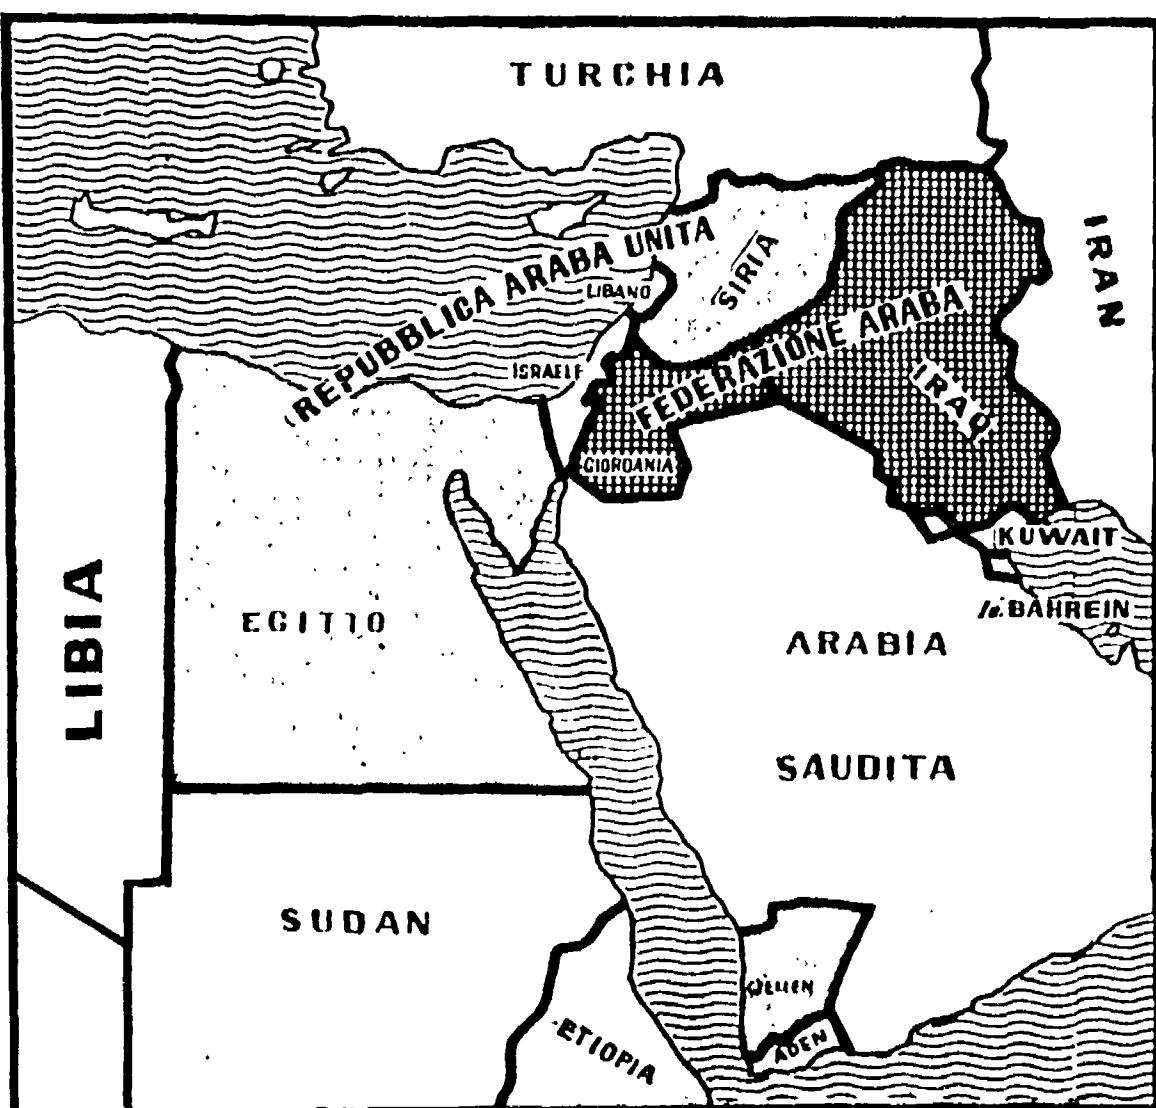 TURCHIA
IRAN
REPUBBLICA ARABA UNITA
SIRIA
LIBANO
FEDERAZIONE ARABA
ISRAELE
IRAQ
GIORDANIA
KUWAIT
Is. BAHREIN
LIBIA
EGITTO
ARABIA
SAUDITA
SUDAN
YEMEN
ADEN
ETIOPIA